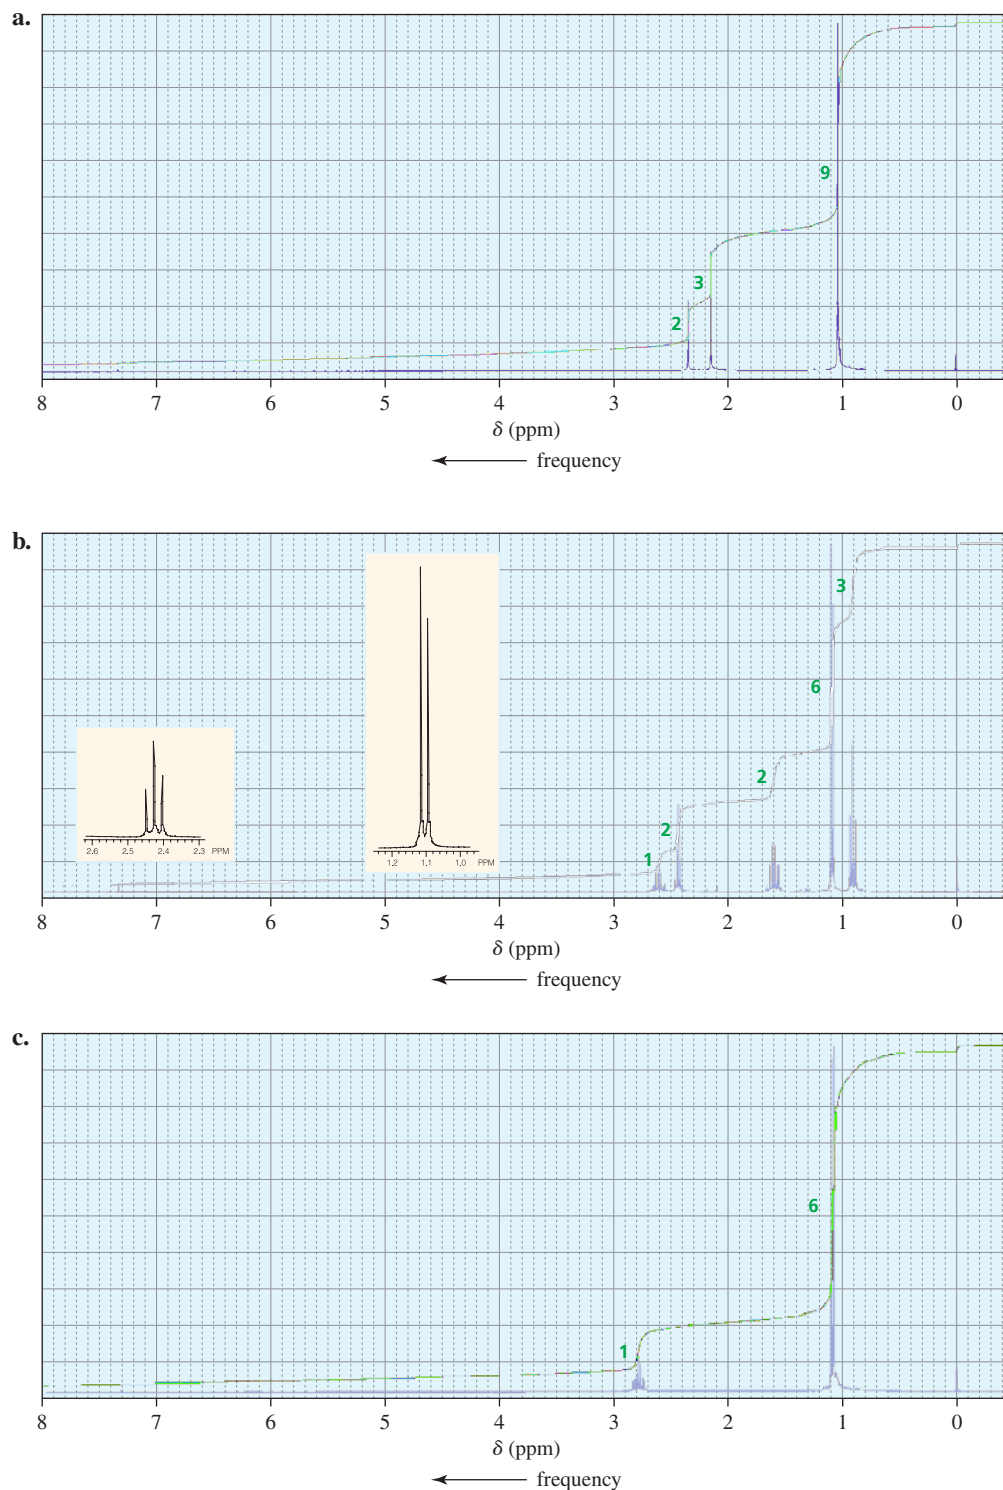 a.
9
3
2
8 7 6 5 4 3 2 1 0
δ (ppm)
frequency
b.
3
6
2
2
1
2.6 2.5 2.4 2.3 PPM
1.2 1.1 1.0 PPM
8 7 6 5 4 3 2 1 0
δ (ppm)
frequency
c.
6
1
8 7 6 5 4 3 2 1 0
δ (ppm)
frequency